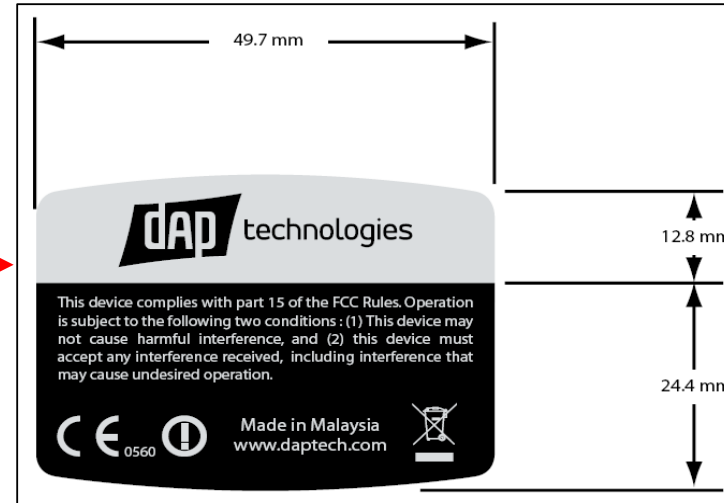 49.7 mm
dAP technologies
12.8 mm
This device complies with part 15 of the FCC Rules. Operation
is subject to the following two conditions : (1) This device may
not cause harmful interference, and (2) this device must
accept any interference received, including interference that
may cause undesired operation.
24.4 mm
CE 0560 Made in Malaysia
www.daptech.com